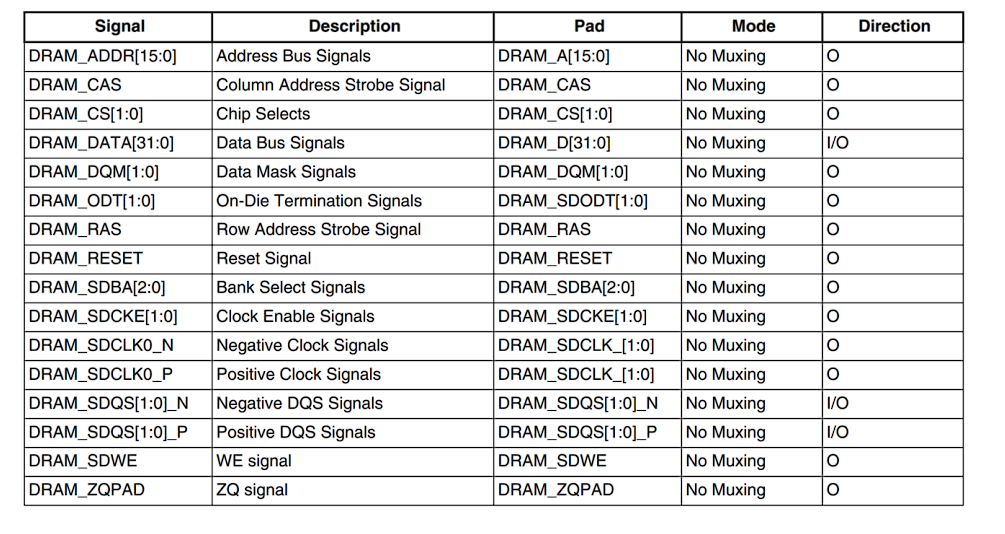 Signal Description Pad Mode Direction
DRAM_ADDR[15:0] Address Bus Signals DRAM_A[15:0] No Muxing O
DRAM_CAS Column Address Strobe Signal DRAM_CAS No Muxing O
DRAM_CS[1:0] Chip Selects DRAM_CS[1:0] No Muxing O
DRAM_DATA[31:0] Data Bus Signals DRAM_D[31:0] No Muxing I/O
DRAM_DQM[1:0] Data Mask Signals DRAM_DQM[1:0] No Muxing O
DRAM_ODT[1:0] On-Die Termination Signals DRAM_SDODT[1:0] No Muxing O
DRAM_RAS Row Address Strobe Signal DRAM_RAS No Muxing O
DRAM_RESET Reset Signal DRAM_RESET No Muxing O
DRAM_SDBA[2:0] Bank Select Signals DRAM_SDBA[2:0] No Muxing O
DRAM_SDCKE[1:0] Clock Enable Signals DRAM_SDCKE[1:0] No Muxing O
DRAM_SDCLK0_N Negative Clock Signals DRAM_SDCLK_[1:0] No Muxing O
DRAM_SDCLK0_P Positive Clock Signals DRAM_SDCLK_[1:0] No Muxing O
DRAM_SDQS[1:0]_N Negative DQS Signals DRAM_SDQS[1:0]_N No Muxing I/O
DRAM_SDQS[1:0]_P Positive DQS Signals DRAM_SDQS[1:0]_P No Muxing I/O
DRAM_SDWE WE signal DRAM_SDWE No Muxing O
DRAM_ZQPAD ZQ signal DRAM_ZQPAD No Muxing O